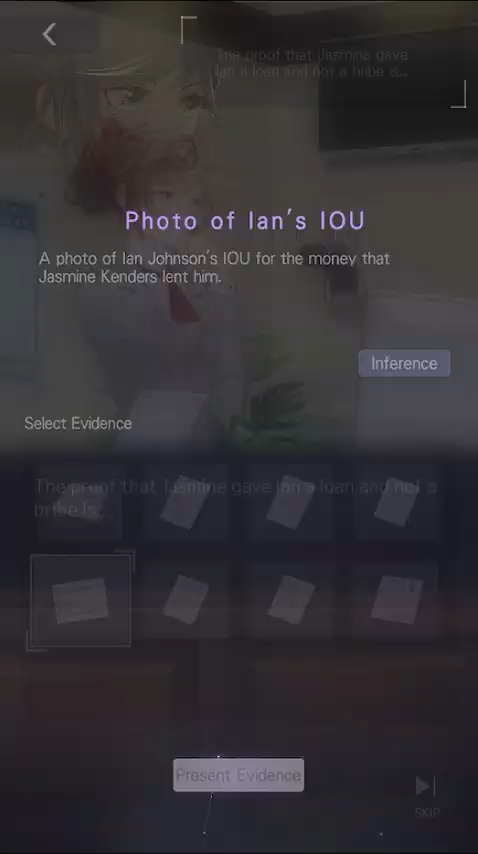 The proof that Jasmine gave
Ian a loan and not a bribe is...
Photo of Ian's IOU
A photo of Ian Johnson's IOU for the money that
Jasmine Kenders lent him.
Inference
Select Evidence
The proof that Jasmine gave Ian a loan and not a
bribe is...
Present Evidence
SKIP